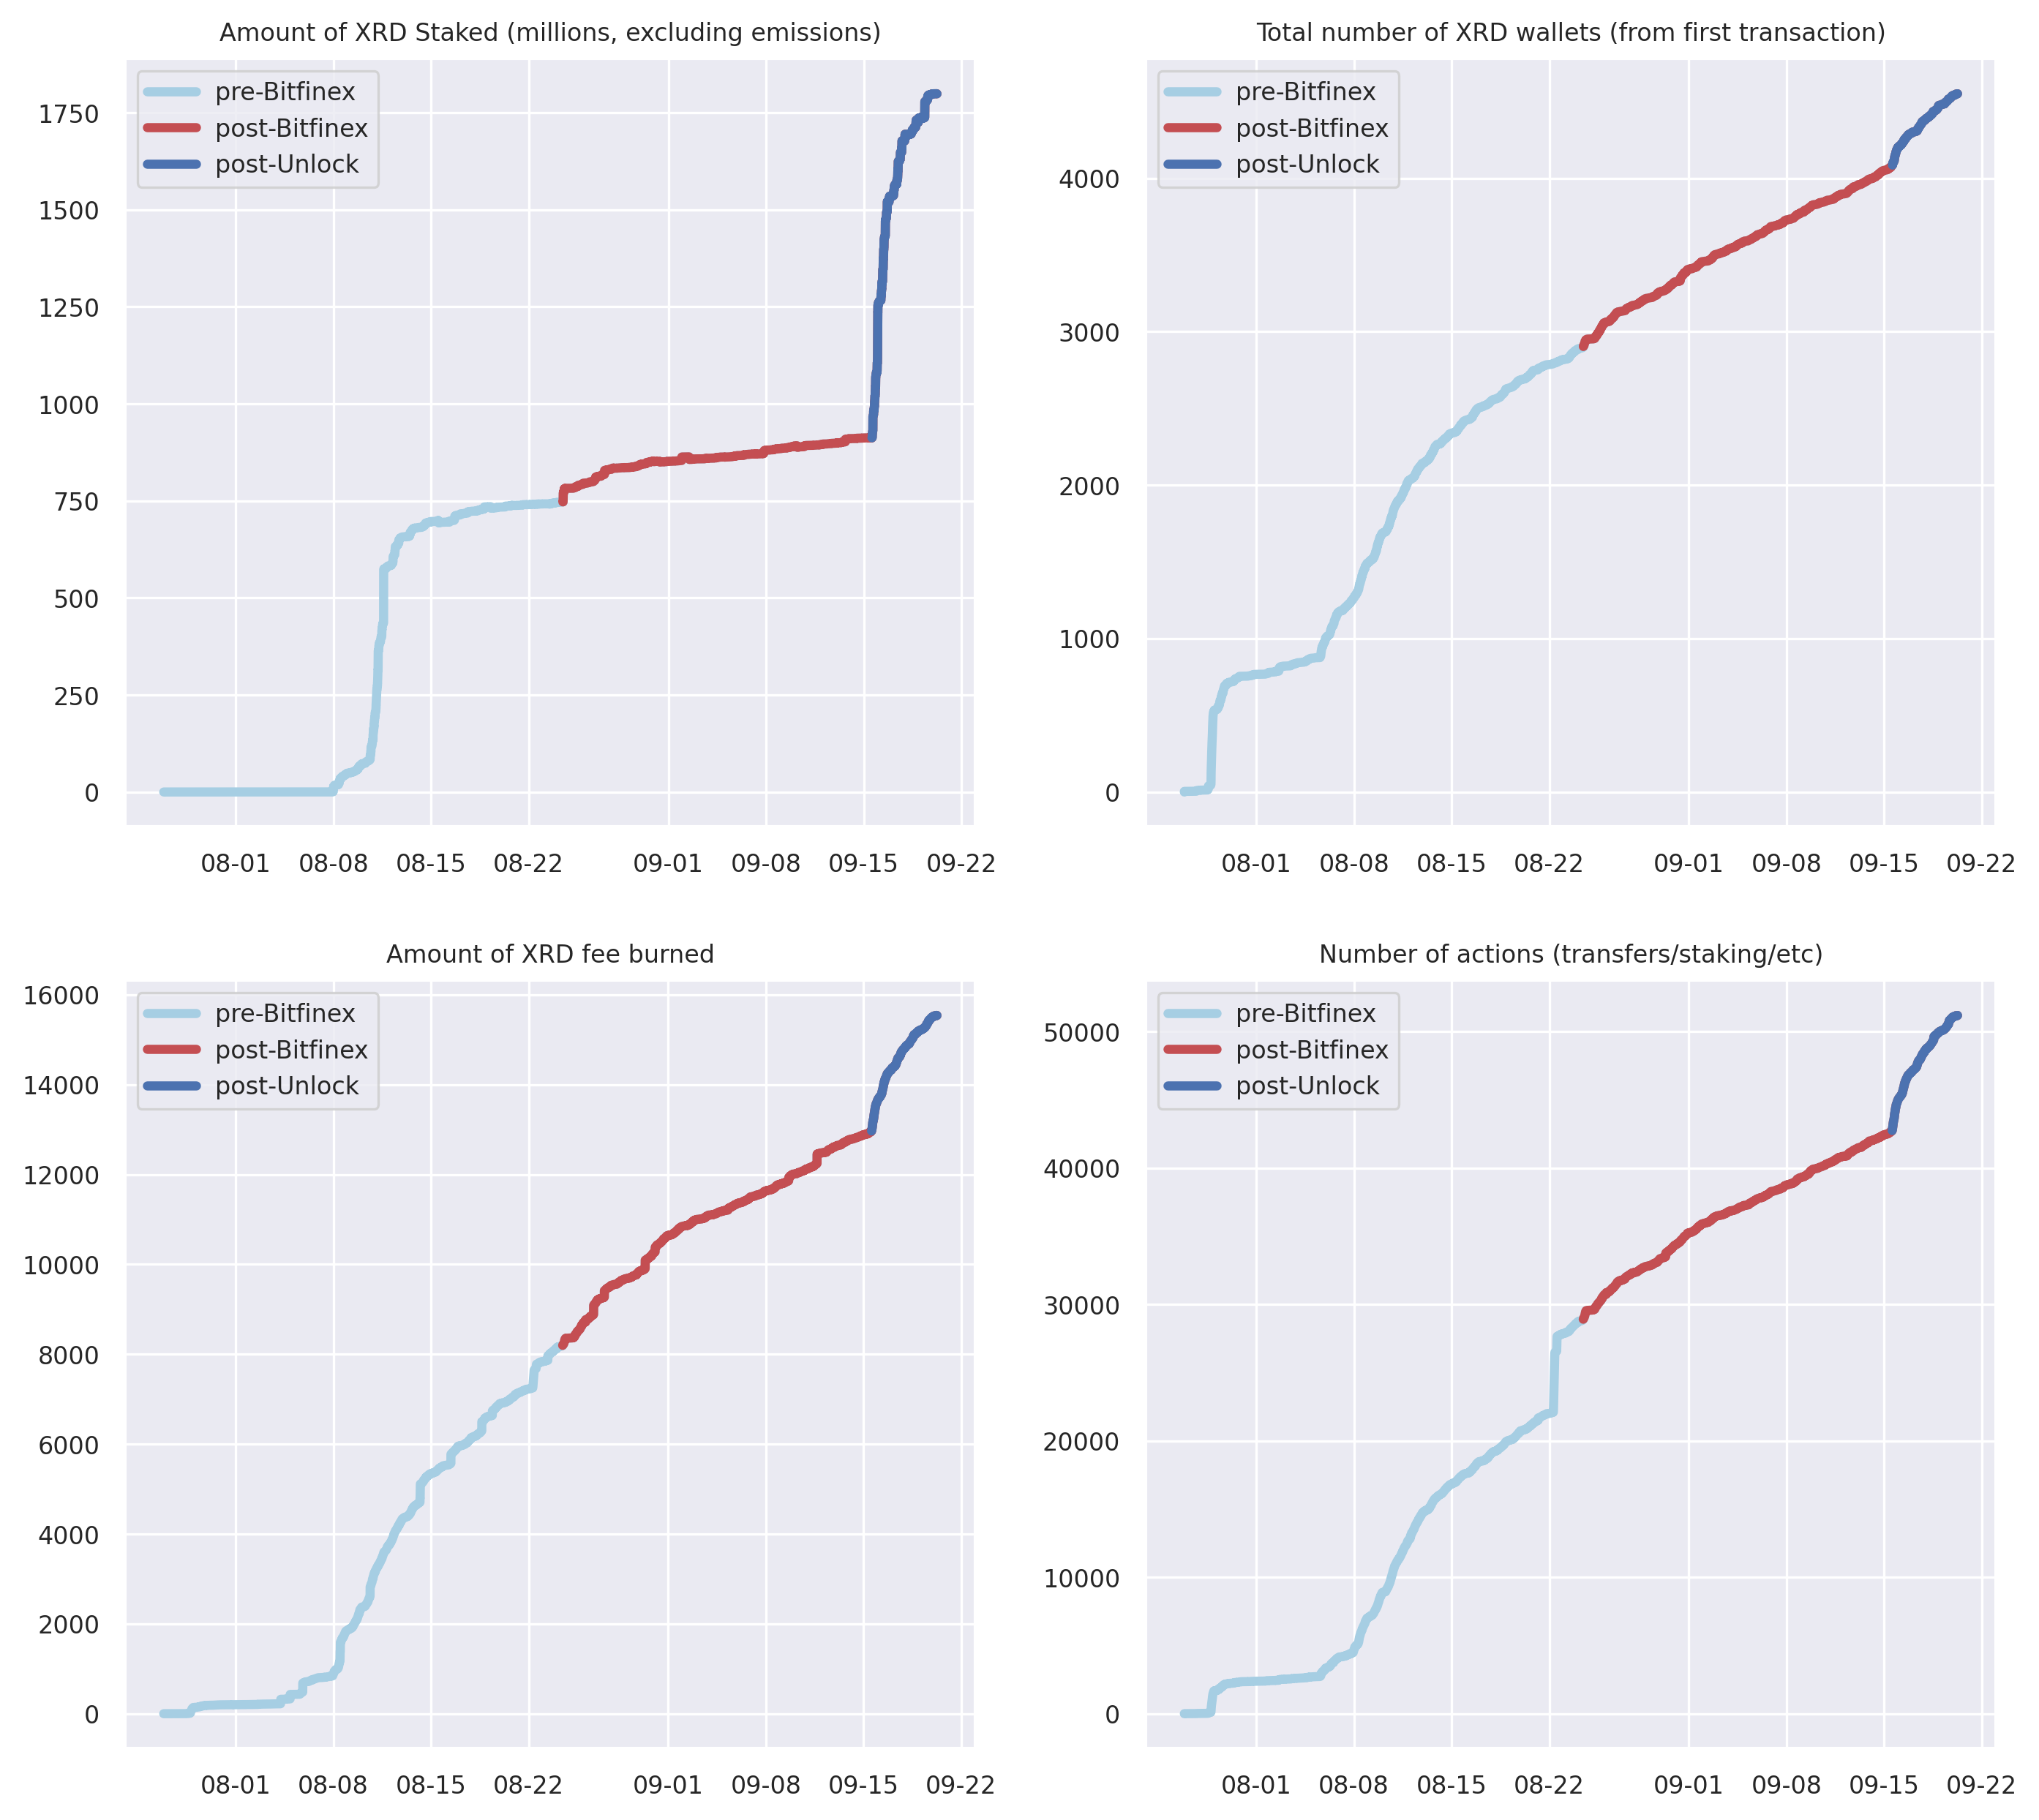 Amount of XRD Staked (millions, excluding emissions)
pre-Bitfinex
post-Bitfinex
post-Unlock
1750
1500
1250
1000
750
500
250
0
08-01 08-08 08-15 08-22 09-01 09-08 09-15 09-22
Total number of XRD wallets (from first transaction)
pre-Bitfinex
post-Bitfinex
post-Unlock
4000
3000
2000
1000
0
08-01 08-08 08-15 08-22 09-01 09-08 09-15 09-22
Amount of XRD fee burned
pre-Bitfinex
post-Bitfinex
post-Unlock
16000
14000
12000
10000
8000
6000
4000
2000
0
08-01 08-08 08-15 08-22 09-01 09-08 09-15 09-22
Number of actions (transfers/staking/etc)
pre-Bitfinex
post-Bitfinex
post-Unlock
50000
40000
30000
20000
10000
0
08-01 08-08 08-15 08-22 09-01 09-08 09-15 09-22